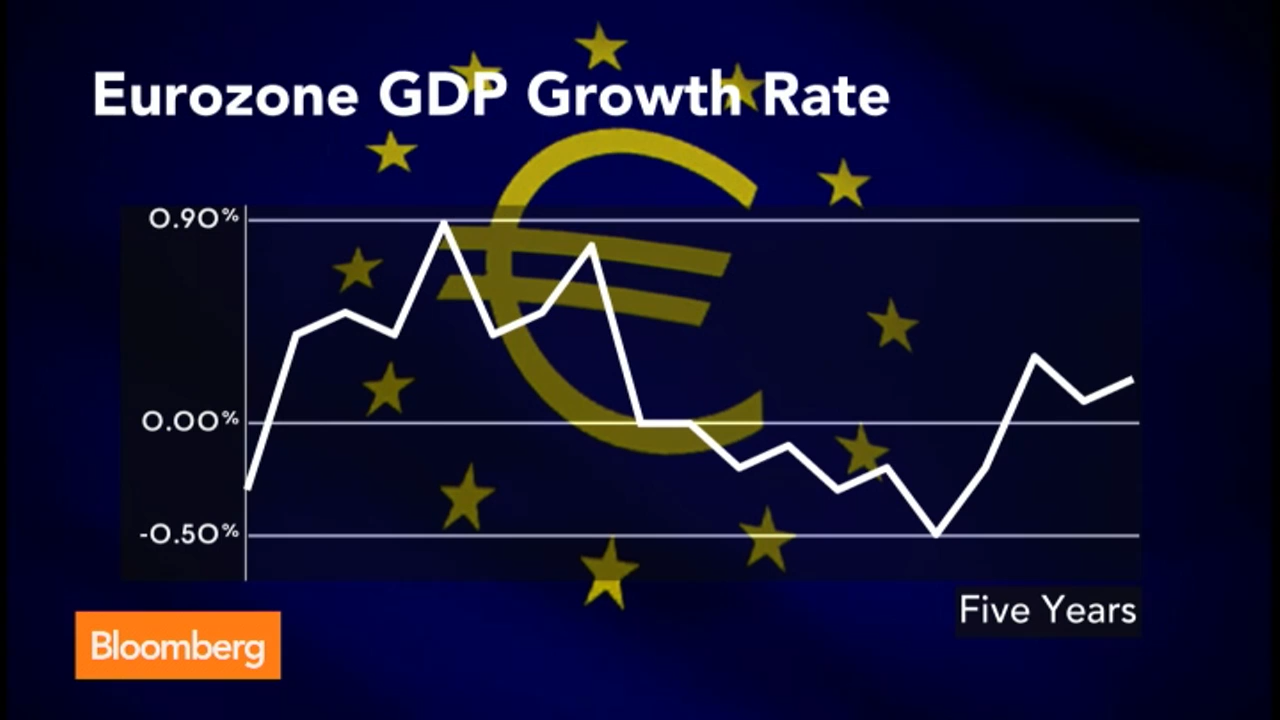 Eurozone GDP Growth Rate
0.90%
0.00%
-0.50%
Five Years
Bloomberg